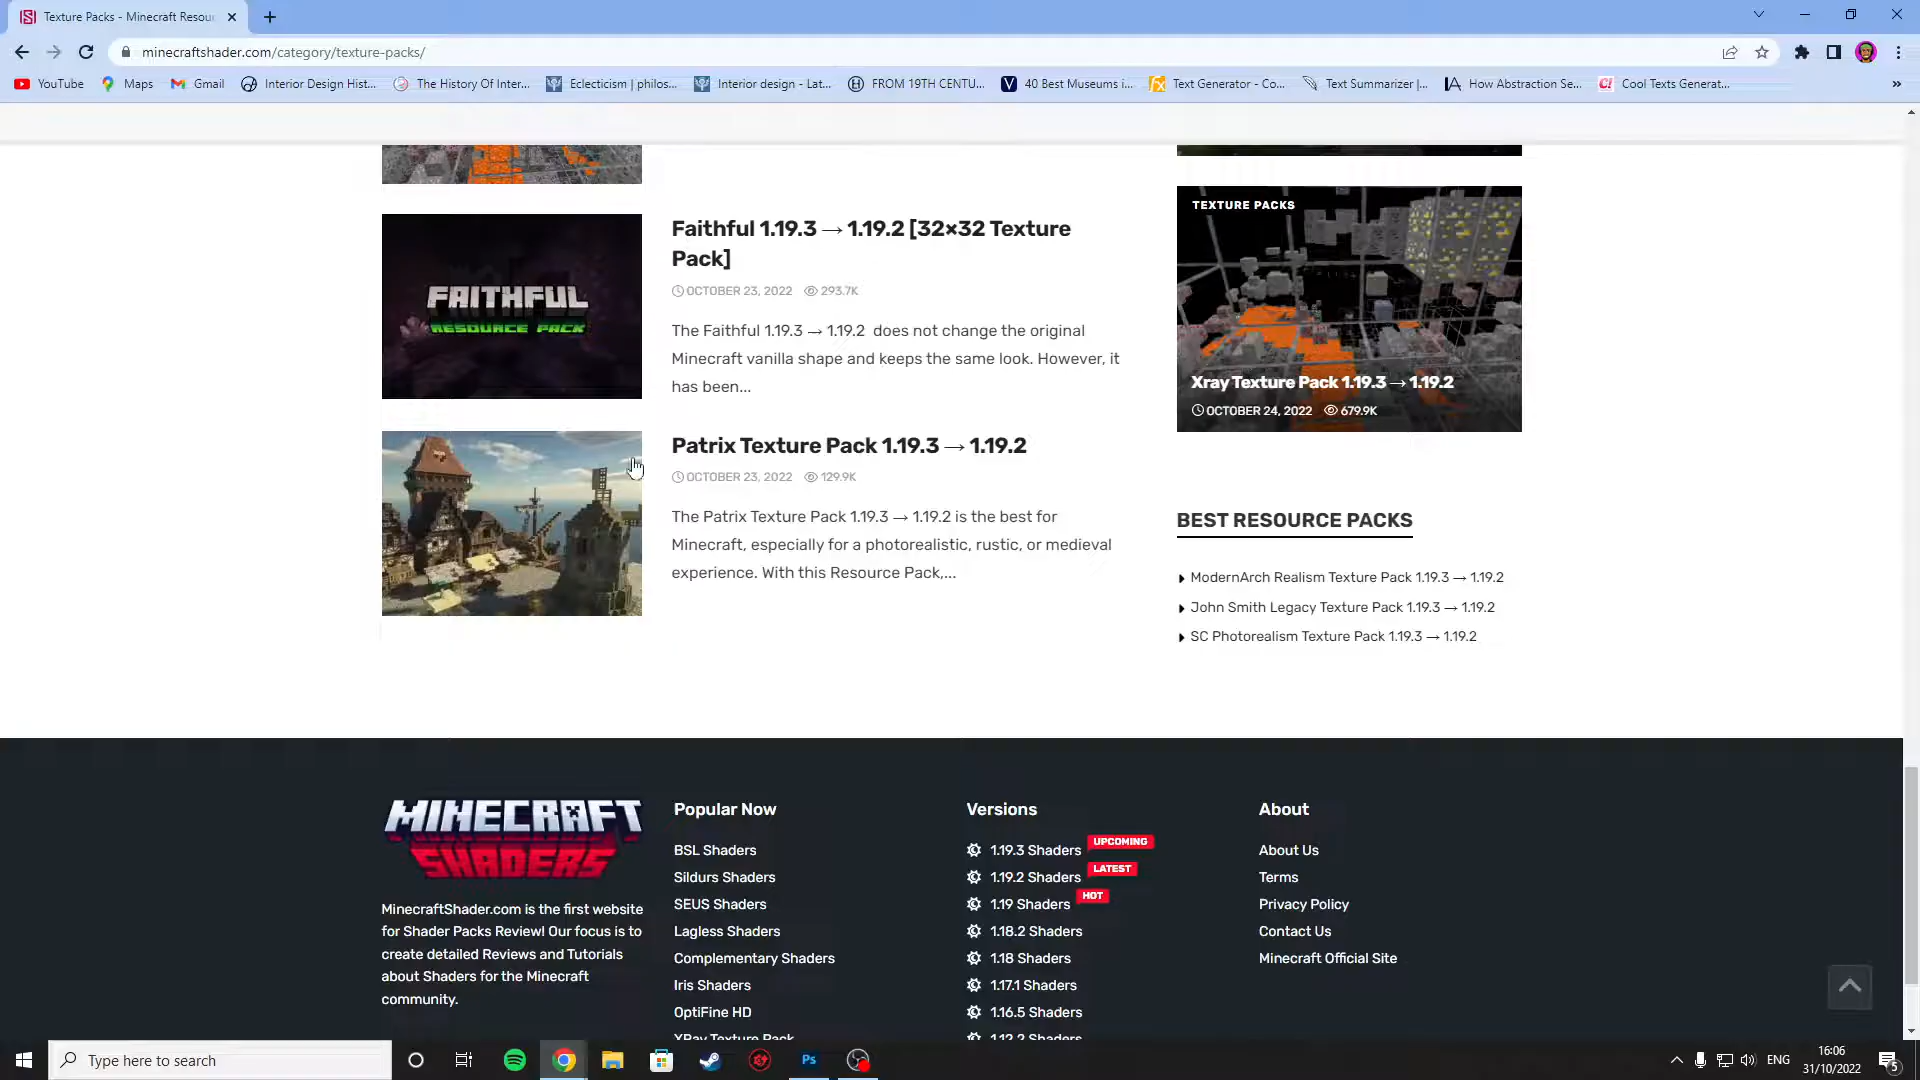 Texture Packs - Minecraft Resou
minecraftshader.com/category/texture-packs/
YouTube
Maps
Gmail
Interior Design Hist...
The History Of Inter...
Eclecticism | philos...
Interior design - Lat...
FROM 19TH CENTU...
40 Best Museums i...
Text Generator - Co...
Text Summarizer |...
How Abstraction Se...
Cool Texts Generat...
»
FAITHFUL
RESOURCE PACK
Faithful 1.19.3 → 1.19.2 [32×32 Texture
Pack]
OCTOBER 23, 2022 293.7K
The Faithful 1.19.3 → 1.19.2 does not change the original
Minecraft vanilla shape and keeps the same look. However, it
has been...
Patrix Texture Pack 1.19.3 → 1.19.2
OCTOBER 23, 2022 129.9K
The Patrix Texture Pack 1.19.3 → 1.19.2 is the best for
Minecraft, especially for a photorealistic, rustic, or medieval
experience. With this Resource Pack,...
TEXTURE PACKS
Xray Texture Pack 1.19.3 → 1.19.2
OCTOBER 24, 2022 679.9K
BEST RESOURCE PACKS
ModernArch Realism Texture Pack 1.19.3 → 1.19.2
John Smith Legacy Texture Pack 1.19.3 → 1.19.2
SC Photorealism Texture Pack 1.19.3 → 1.19.2
MINECRAFT
SHADERS
MinecraftShader.com is the first website
for Shader Packs Review! Our focus is to
create detailed Reviews and Tutorials
about Shaders for the Minecraft
community.
Popular Now
BSL Shaders
Sildurs Shaders
SEUS Shaders
Lagless Shaders
Complementary Shaders
Iris Shaders
OptiFine HD
XRay Texture Pack
Versions
1.19.3 Shaders UPCOMING
1.19.2 Shaders LATEST
1.19 Shaders HOT
1.18.2 Shaders
1.18 Shaders
1.17.1 Shaders
1.16.5 Shaders
1.12.2 Shaders
About
About Us
Terms
Privacy Policy
Contact Us
Minecraft Official Site
Type here to search
Ps
ENG
16:06
31/10/2022
5